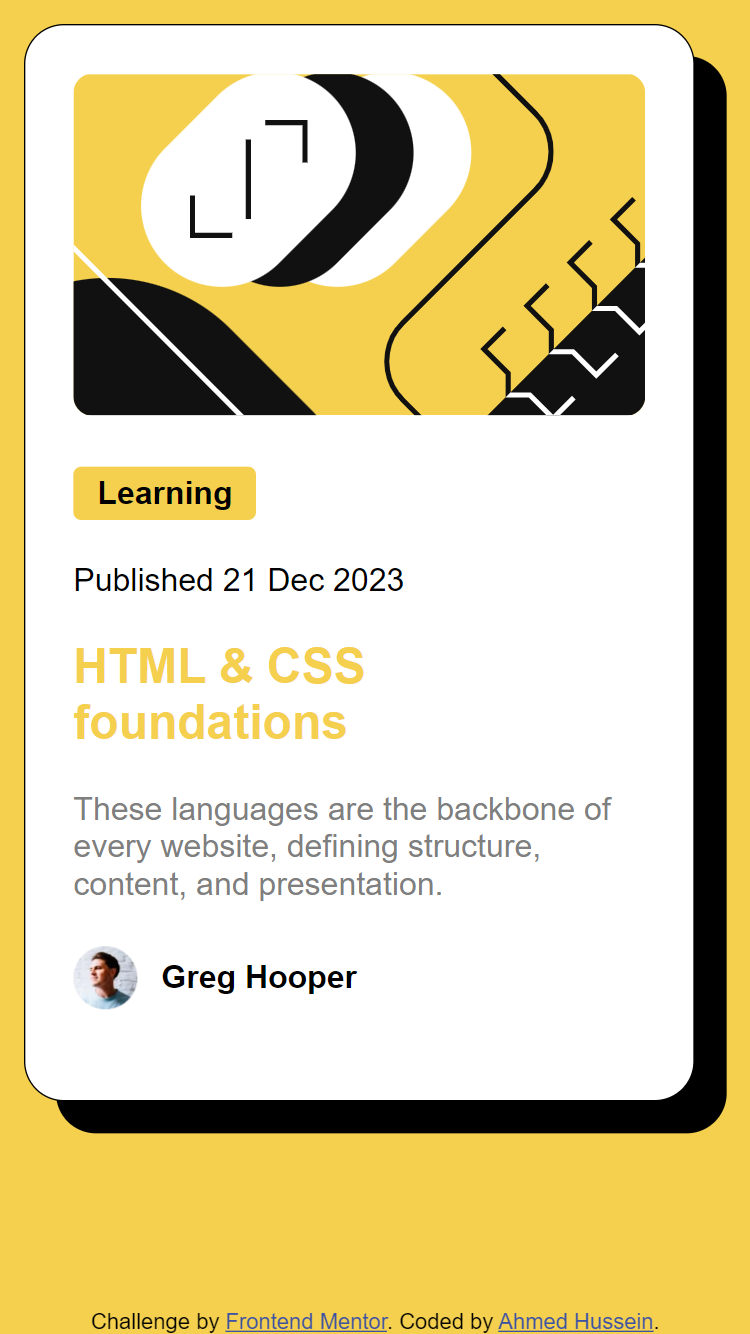 Learning
Published 21 Dec 2023
HTML & CSS
foundations
These languages are the backbone of
every website, defining structure,
content, and presentation.
Greg Hooper
Challenge by Frontend Mentor. Coded by Ahmed Hussein.